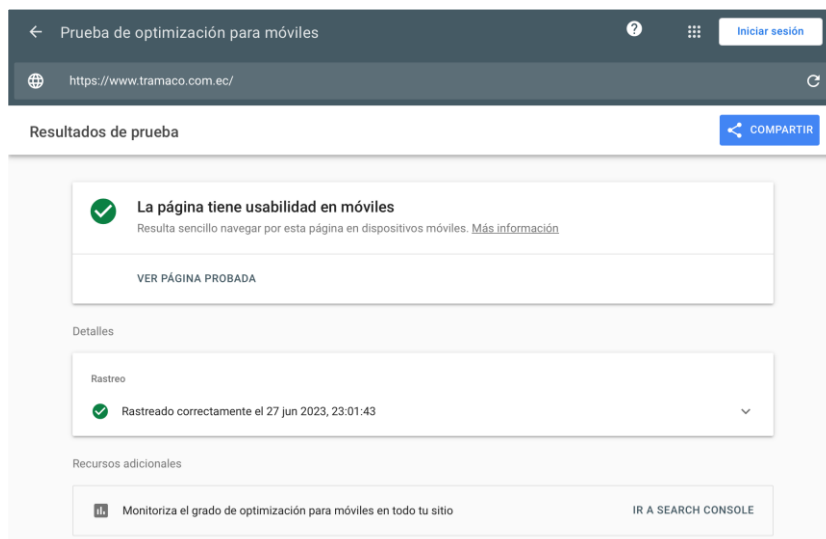 Prueba de optimización para móviles
Iniciar sesión
https://www.tramaco.com.ec/
Resultados de prueba
COMPARTIR
La página tiene usabilidad en móviles
Resulta sencillo navegar por esta página en dispositivos móviles. Más información
VER PÁGINA PROBADA
Detalles
Rastreo
Rastreado correctamente el 27 jun 2023, 23:01:43
Recursos adicionales
Monitoriza el grado de optimización para móviles en todo tu sitio
IR A SEARCH CONSOLE